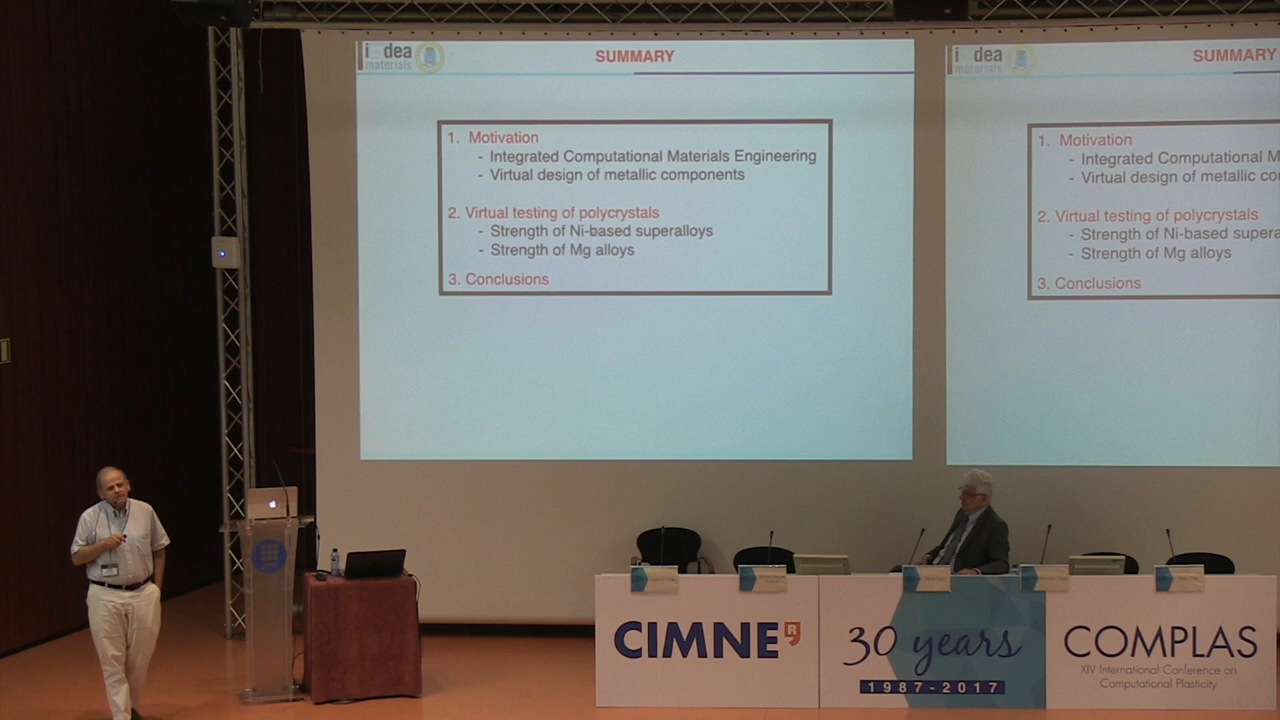 i dea
materials
SUMMARY
1. Motivation
- Integrated Computational Materials Engineering
- Virtual design of metallic components
2. Virtual testing of polycrystals
- Strength of Ni-based superalloys
- Strength of Mg alloys
3. Conclusions
i dea
materials
SUMMARY
1. Motivation
- Integrated Computational M
- Virtual design of metallic co
2. Virtual testing of polycrystals
- Strength of Ni-based supera
- Strength of Mg alloys
3. Conclusions
CIMNE R
30 years
1987-2017
COMPLAS
XIV International Conference on
Computational Plasticity